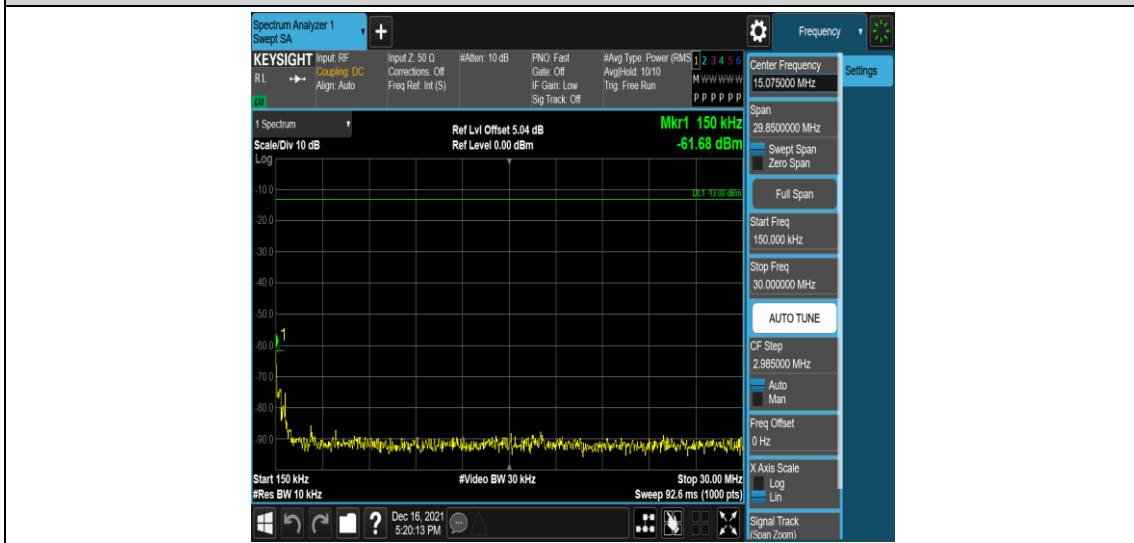 Spectrum Analyzer 1
Swept SA
+
Frequency
KEYSIGHT
RL
LXI
Input: RF
Coupling: DC
Align: Auto
Input Z: 50 Ω
Corrections: Off
Freq Ref: Int (S)
#Atten: 10 dB
PNO: Fast
Gate: Off
IF Gain: Low
Sig Track: Off
#Avg Type: Power (RMS
Avg|Hold: 10/10
Trig: Free Run
1 2 3 4 5 6
M W W W W W
P P P P P P
1 Spectrum
Scale/Div 10 dB
Log
Ref Lvl Offset 5.04 dB
Ref Level 0.00 dBm
Mkr1 150 kHz
-61.68 dBm
DL1 -13.00 dBm
-10.0
-20.0
-30.0
-40.0
-50.0
1
-60.0
-70.0
-80.0
-90.0
Start 150 kHz
#Video BW 30 kHz
Stop 30.00 MHz
#Res BW 10 kHz
Sweep 92.6 ms (1000 pts)
?
Dec 16, 2021
5:20:13 PM
Center Frequency
15.075000 MHz
Settings
Span
29.8500000 MHz
Swept Span
Zero Span
Full Span
Start Freq
150.000 kHz
Stop Freq
30.000000 MHz
AUTO TUNE
CF Step
2.985000 MHz
Auto
Man
Freq Offset
0 Hz
X Axis Scale
Log
Lin
Signal Track
(Span Zoom)